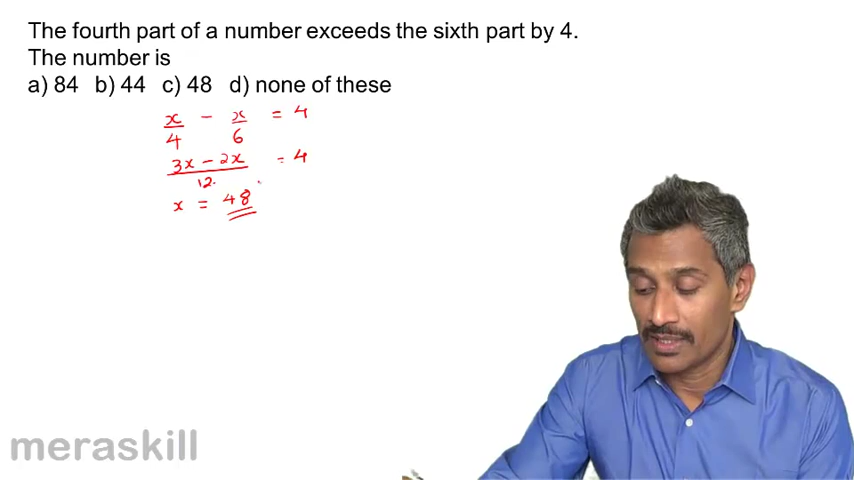 The fourth part of a number exceeds the sixth part by 4.
The number is
a) 84 b) 44 c) 48 d) none of these
x/4 - x/6 = 4
3x - 2x/12 = 4
x = 48
meraskill